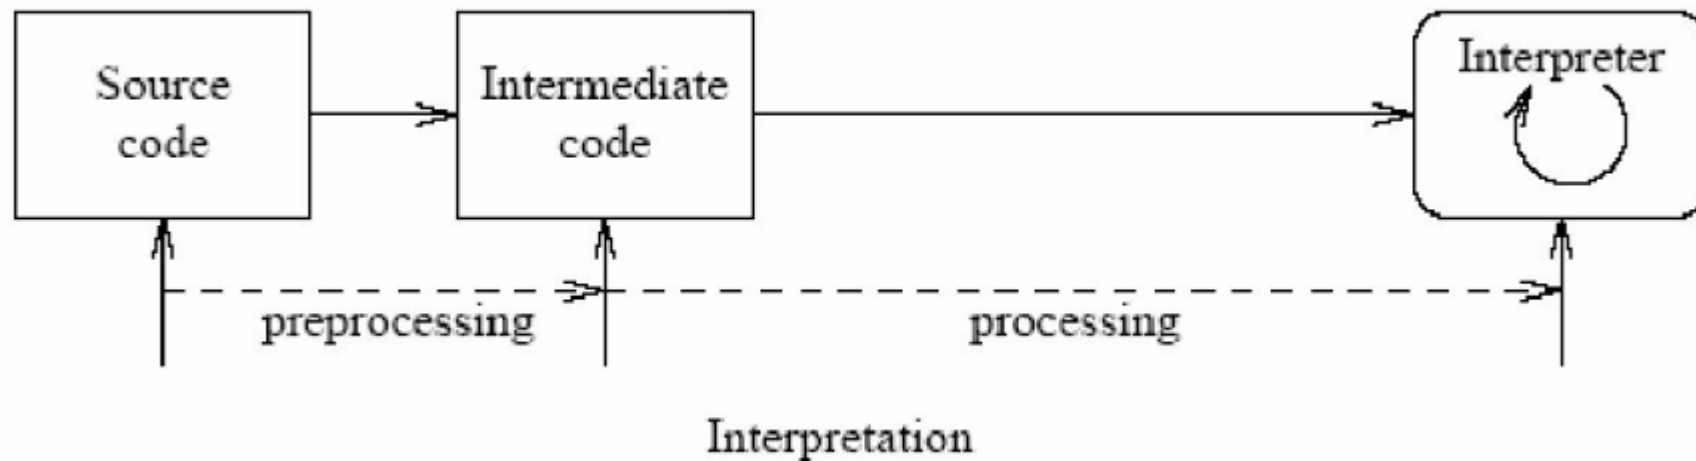 Source
code
Intermediate
code
Interpreter
preprocessing
processing
Interpretation